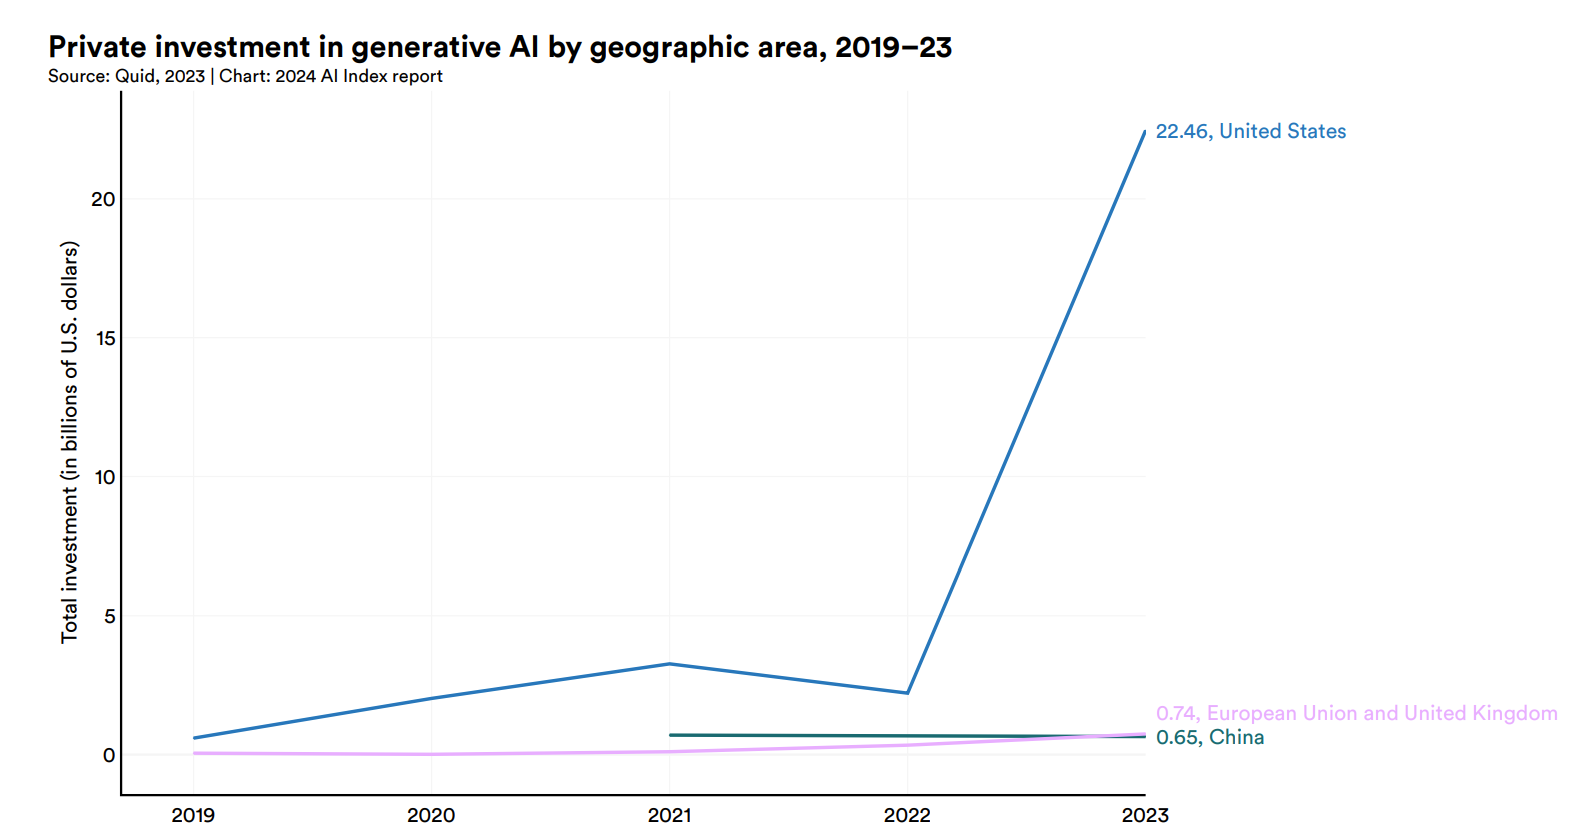 Private investment in generative AI by geographic area, 2019–23
Source: Quid, 2023 | Chart: 2024 AI Index report
Total investment (in billions of U.S. dollars)
20
15
10
5
0
22.46, United States
0.74, European Union and United Kingdom
0.65, China
2019
2020
2021
2022
2023